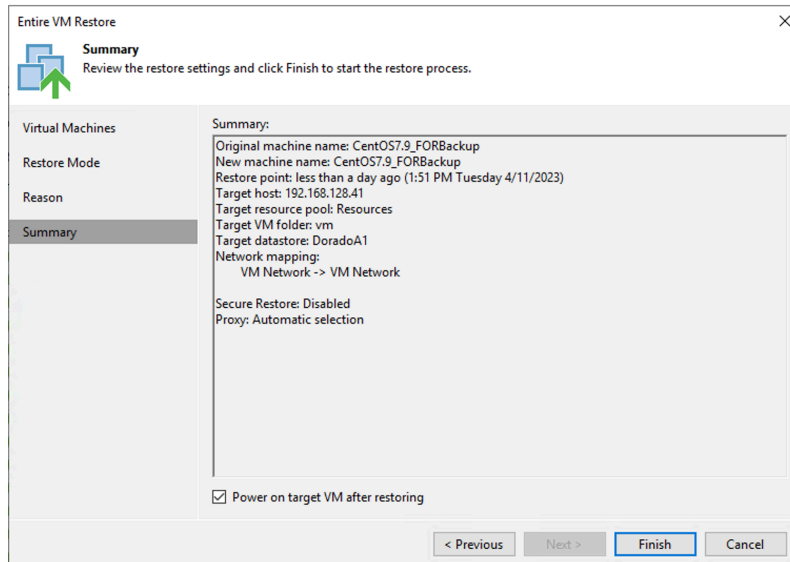 Entire VM Restore
Summary
Review the restore settings and click Finish to start the restore process.
Virtual Machines
Restore Mode
Reason
Summary
Summary:
Original machine name: CentOS7.9_FORBackup
New machine name: CentOS7.9_FORBackup
Restore point: less than a day ago (1:51 PM Tuesday 4/11/2023)
Target host: 192.168.128.41
Target resource pool: Resources
Target VM folder: vm
Target datastore: DoradoA1
Network mapping:
VM Network -> VM Network
Secure Restore: Disabled
Proxy: Automatic selection
Power on target VM after restoring
< Previous
Next >
Finish
Cancel